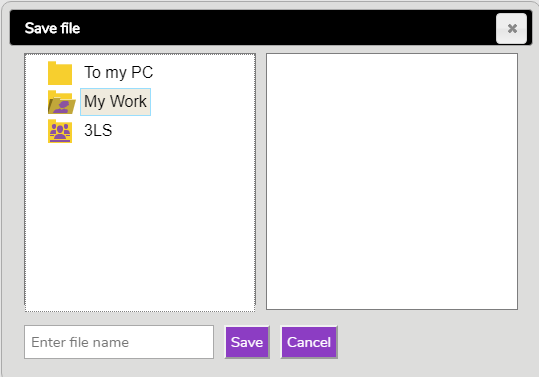 Save file
To my PC
My Work
3LS
Enter file name
Save
Cancel